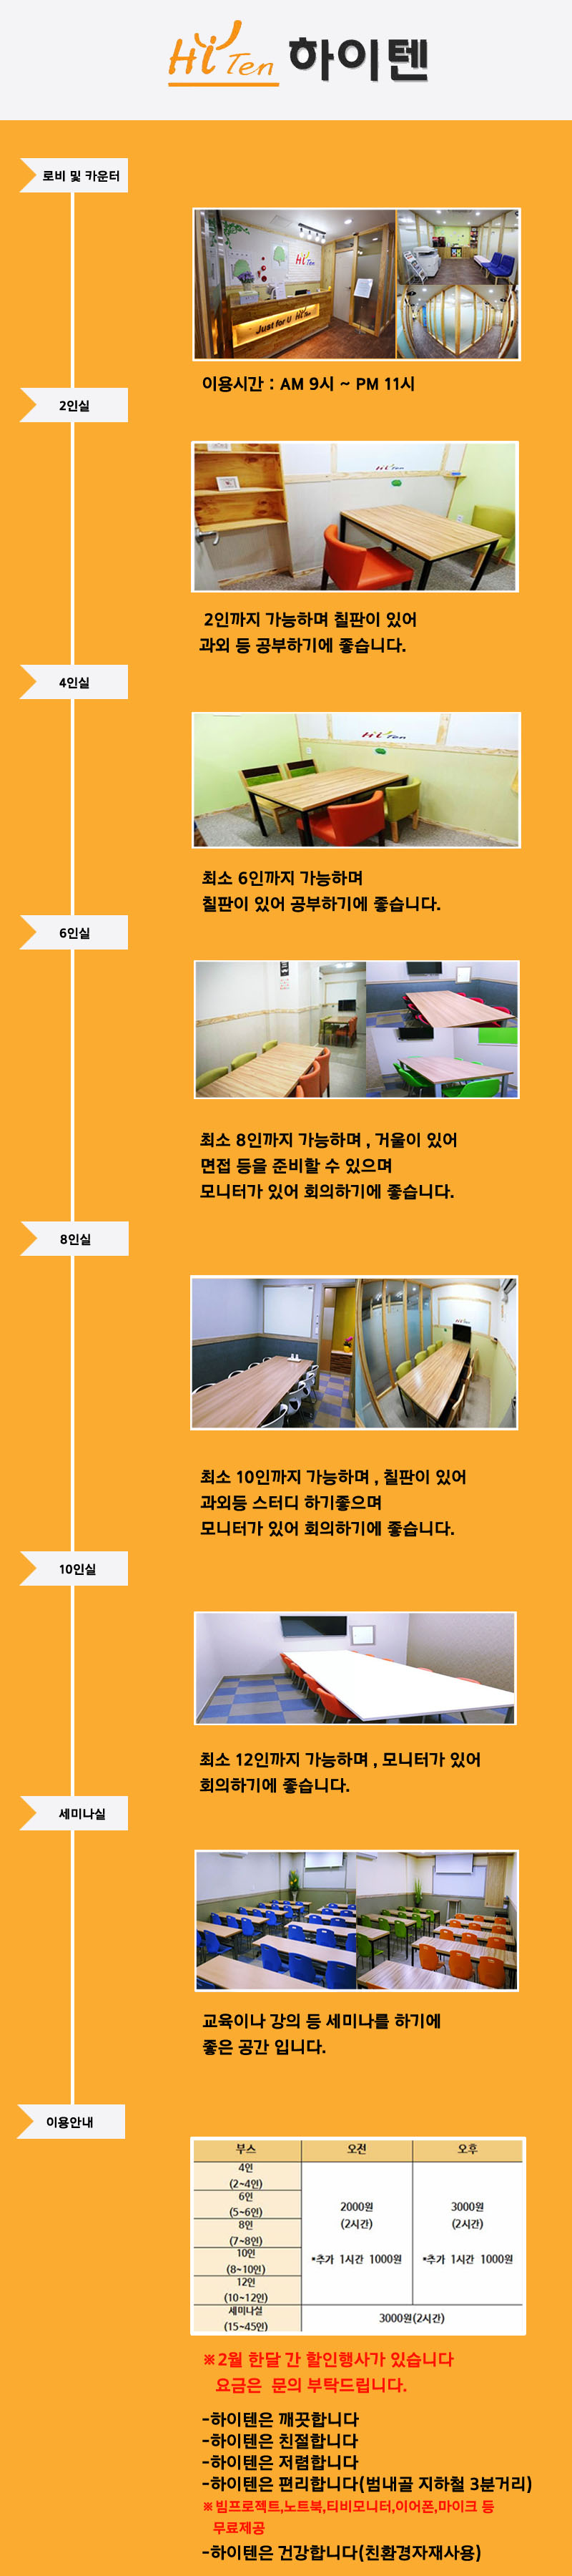 Hi Ten 하이텐
로비 및 카운터
Hi Ten
Just for U Hi Ten
이용시간 : AM 9시 ~ PM 11시
2인실
Hi Ten
2인까지 가능하며 칠판이 있어
과외 등 공부하기에 좋습니다.
4인실
Hi Ten
최소 6인까지 가능하며
칠판이 있어 공부하기에 좋습니다.
6인실
최소 8인까지 가능하며 , 거울이 있어
면접 등을 준비할 수 있으며
모니터가 있어 회의하기에 좋습니다.
8인실
Hi Ten
최소 10인까지 가능하며 , 칠판이 있어
과외등 스터디 하기좋으며
모니터가 있어 회의하기에 좋습니다.
10인실
최소 12인까지 가능하며 , 모니터가 있어
회의하기에 좋습니다.
세미나실
교육이나 강의 등 세미나를 하기에
좋은 공간 입니다.
이용안내
부스 오전 오후
4인
(2~4인)
6인
(5~6인)
8인
(7~8인)
10인
(8~10인)
12인
(10~12인)
2000원
(2시간)
▪추가 1시간 1000원
3000원
(2시간)
▪추가 1시간 1000원
세미나실
(15~45인)
3000원(2시간)
※2월 한달 간 할인행사가 있습니다
요금은 문의 부탁드립니다.
-하이텐은 깨끗합니다
-하이텐은 친절합니다
-하이텐은 저렴합니다
-하이텐은 편리합니다(범내골 지하철 3분거리)
※빔프로젝트,노트북,티비모니터,이어폰,마이크 등
무료제공
-하이텐은 건강합니다(친환경자재사용)